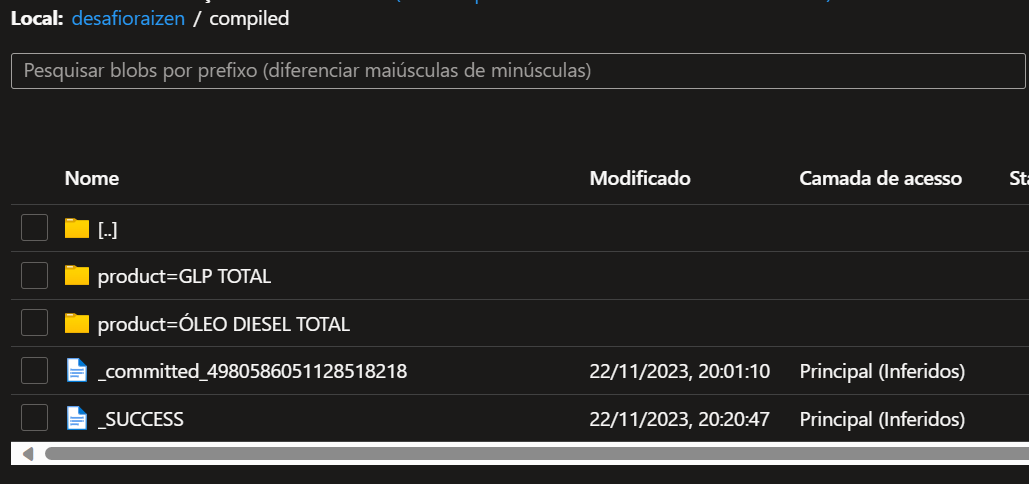 Local: desafioraizen / compiled
Pesquisar blobs por prefixo (diferenciar maiúsculas de minúsculas)
Nome Modificado Camada de acesso
[..]
product=GLP TOTAL
product=ÓLEO DIESEL TOTAL
_committed_4980586051128518218 22/11/2023, 20:01:10 Principal (Inferidos)
_SUCCESS 22/11/2023, 20:20:47 Principal (Inferidos)